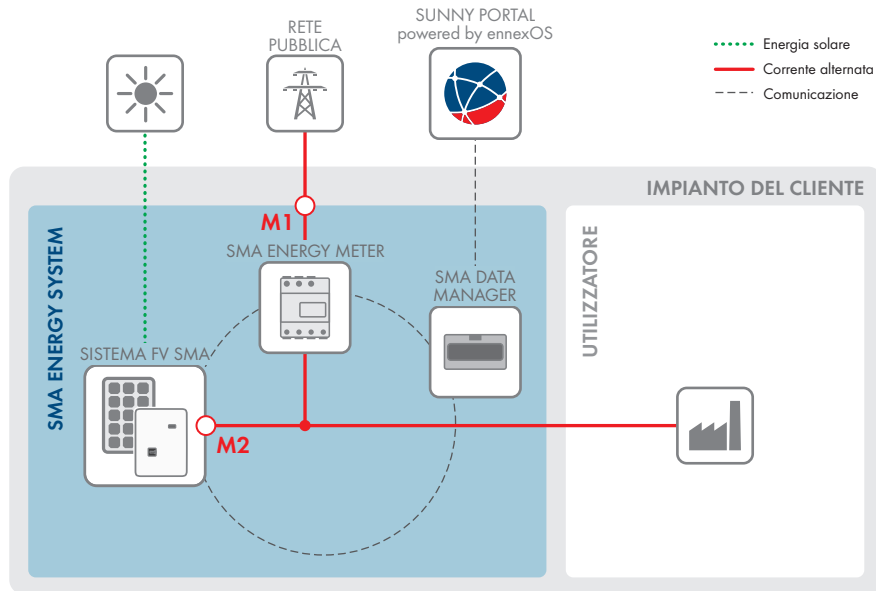 RETE
PUBBLICA
SUNNY PORTAL
powered by ennexOS
Energia solare
Corrente alternata
Comunicazione
IMPIANTO DEL CLIENTE
SMA ENERGY SYSTEM
M1
SMA ENERGY METER
SMA DATA
MANAGER
UTILIZZATORE
SISTEMA FV SMA
M2